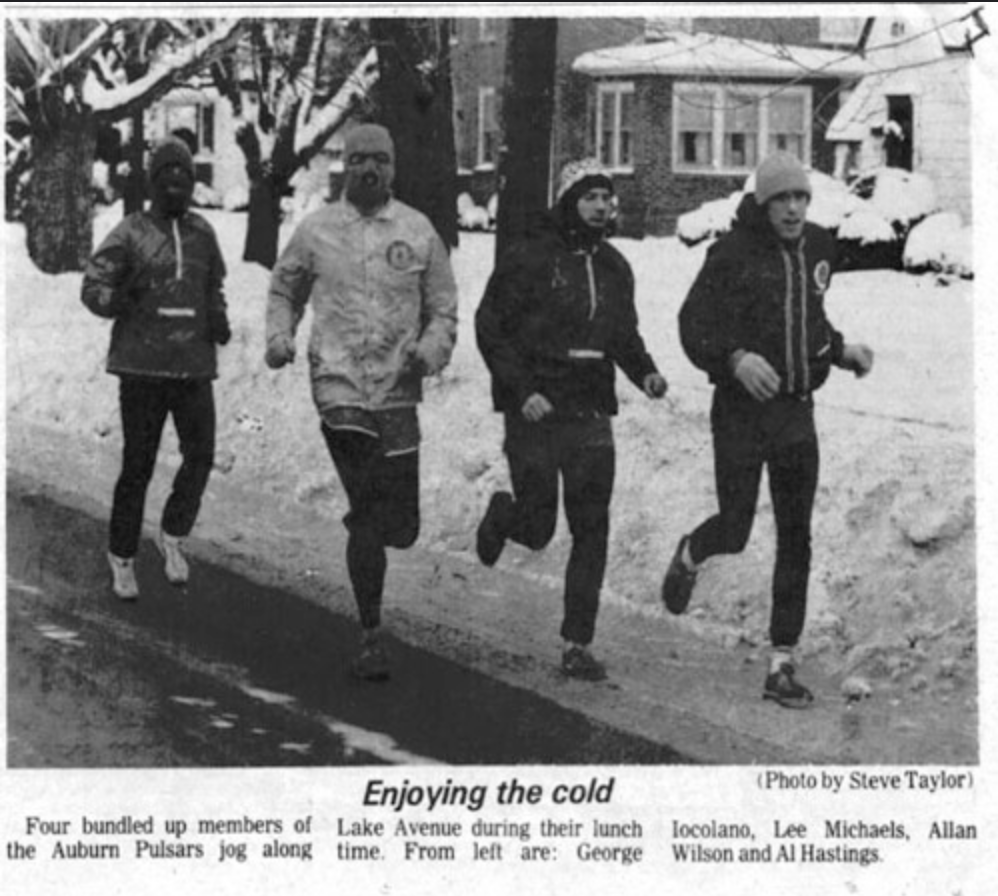 (Photo by Steve Taylor)
Enjoying the cold
Four bundled up members of
the Auburn Pulsars jog along
Lake Avenue during their lunch
time. From left are: George
Iocolano, Lee Michaels, Allan
Wilson and Al Hastings.